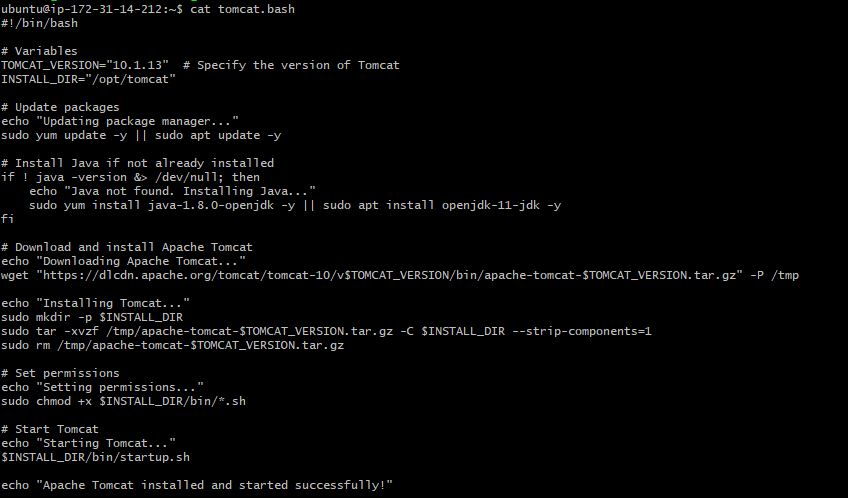 ubuntu@ip-172-31-14-212:~$ cat tomcat.bash
#!/bin/bash

# Variables
TOMCAT_VERSION="10.1.13"  # Specify the version of Tomcat
INSTALL_DIR="/opt/tomcat"

# Update packages
echo "Updating package manager..."
sudo yum update -y || sudo apt update -y

# Install Java if not already installed
if ! java -version &> /dev/null; then
    echo "Java not found. Installing Java..."
    sudo yum install java-1.8.0-openjdk -y || sudo apt install openjdk-11-jdk -y
fi

# Download and install Apache Tomcat
echo "Downloading Apache Tomcat..."
wget "https://dlcdn.apache.org/tomcat/tomcat-10/v$TOMCAT_VERSION/bin/apache-tomcat-$TOMCAT_VERSION.tar.gz" -P /tmp

echo "Installing Tomcat..."
sudo mkdir -p $INSTALL_DIR
sudo tar -xvzf /tmp/apache-tomcat-$TOMCAT_VERSION.tar.gz -C $INSTALL_DIR --strip-components=1
sudo rm /tmp/apache-tomcat-$TOMCAT_VERSION.tar.gz

# Set permissions
echo "Setting permissions..."
sudo chmod +x $INSTALL_DIR/bin/*.sh

# Start Tomcat
echo "Starting Tomcat..."
$INSTALL_DIR/bin/startup.sh

echo "Apache Tomcat installed and started successfully!"